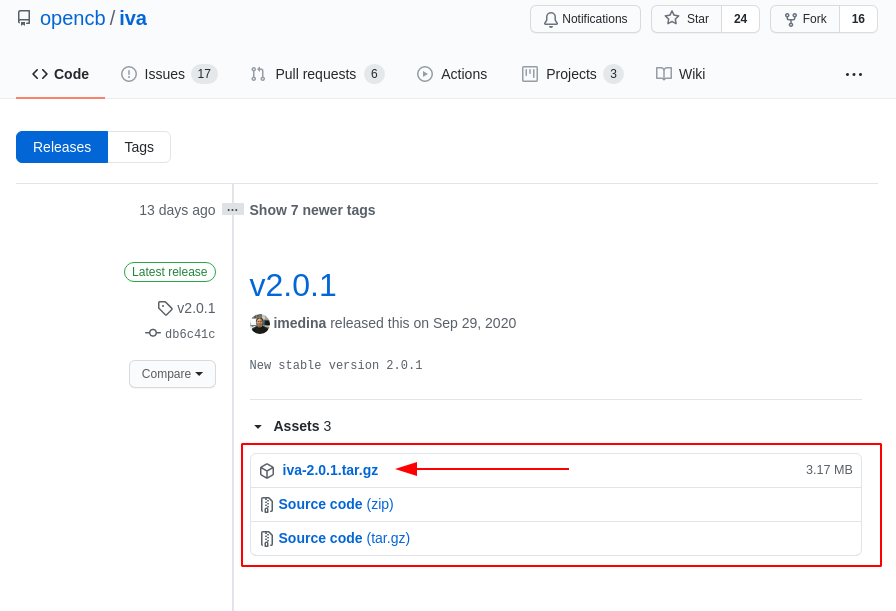 opencb / iva
Notifications Star 24 Fork 16
Code Issues 17 Pull requests 6 Actions Projects 3 Wiki
Releases Tags
13 days ago Show 7 newer tags
Latest release
v2.0.1
v2.0.1
db6c41c
Compare
imedina released this on Sep 29, 2020
New stable version 2.0.1
Assets 3
iva-2.0.1.tar.gz 3.17 MB
Source code (zip)
Source code (tar.gz)